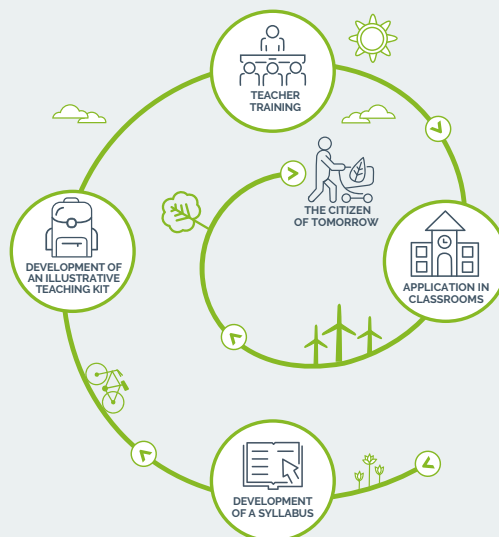 TEACHER
TRAINING
THE CITIZEN
OF TOMORROW
DEVELOPMENT OF
AN ILLUSTRATIVE
TEACHING KIT
APPLICATION IN
CLASSROOMS
DEVELOPMENT
OF A SYLLABUS